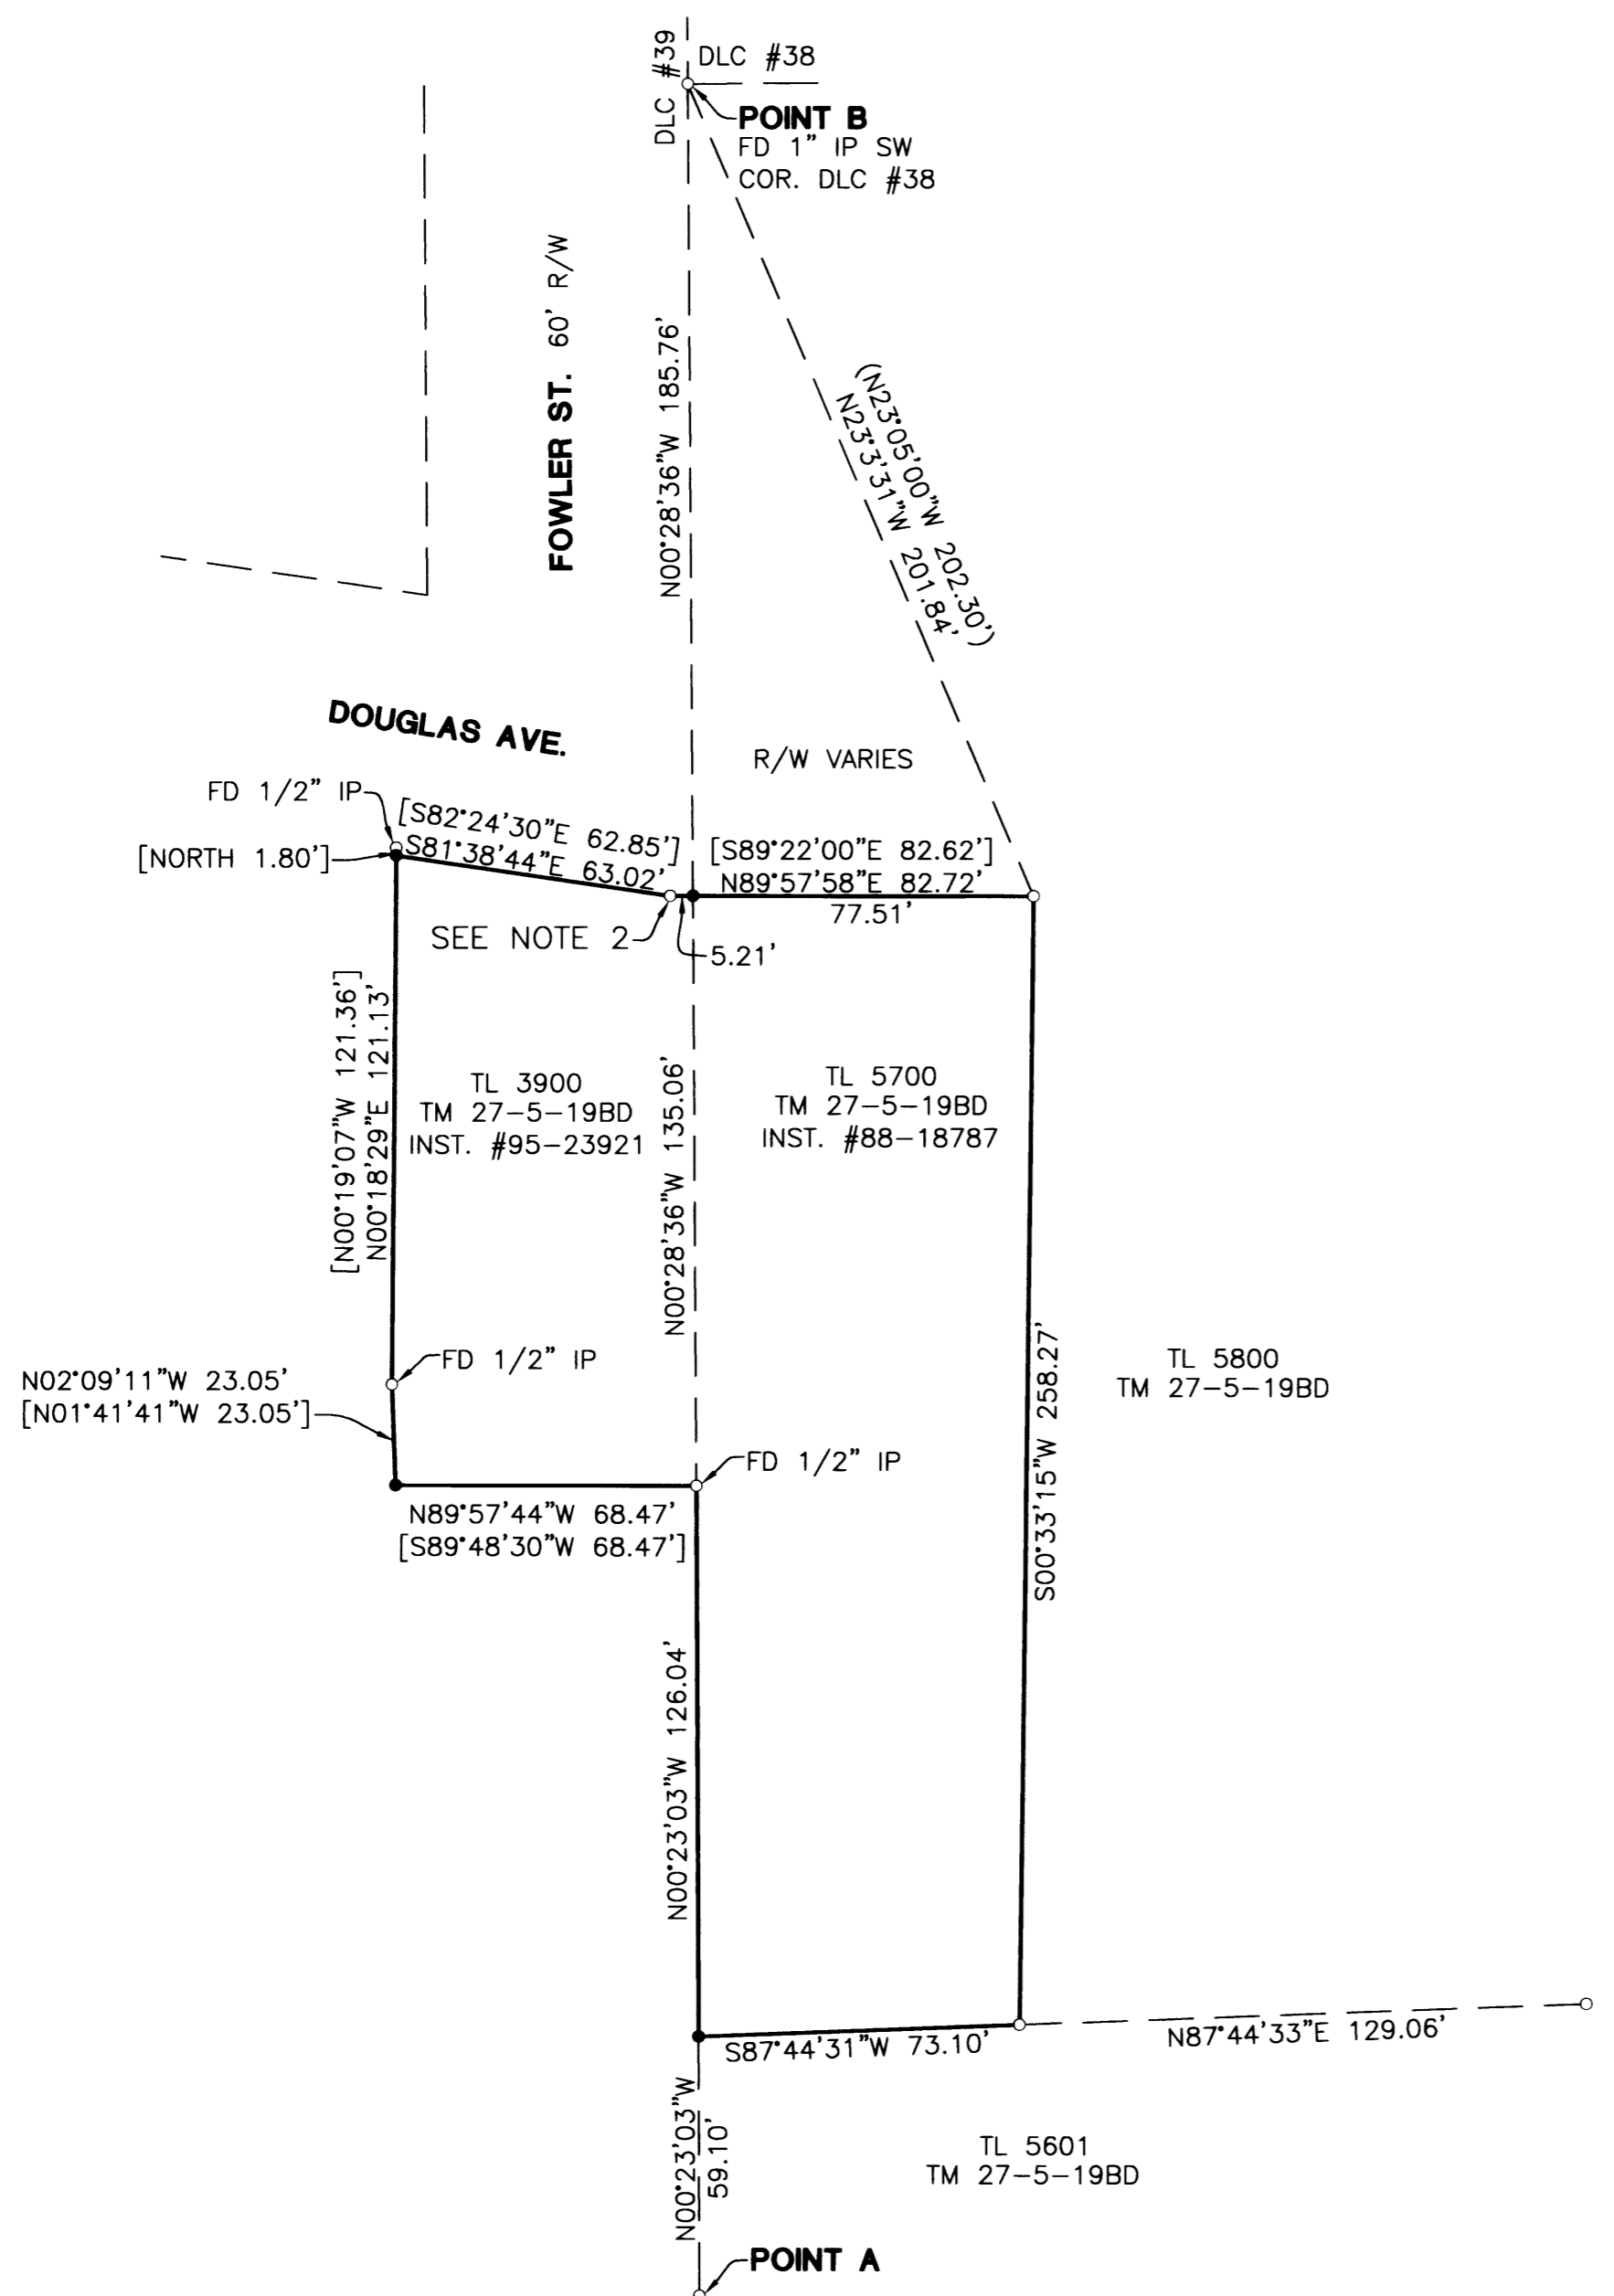 DLC #39
DLC #38
POINT B
FD 1" IP SW
COR. DLC #38
FOWLER ST. 60' R/W
N00°28'36"W 185.76'
(N23°05'00"W 202.30')
N23°3'31"W 201.84'
DOUGLAS AVE.
R/W VARIES
FD 1/2" IP
[NORTH 1.80']
[S82°24'30"E 62.85']
S81°38'44"E 63.02'
[S89°22'00"E 82.62']
N89°57'58"E 82.72'
77.51'
SEE NOTE 2
5.21'
[N00°19'07"W 121.36']
N00°18'29"E 121.13'
TL 3900
TM 27-5-19BD
INST. #95-23921
N00°28'36"W 135.06'
TL 5700
TM 27-5-19BD
INST. #88-18787
S00°33'15"W 258.27'
TL 5800
TM 27-5-19BD
FD 1/2" IP
N02°09'11"W 23.05'
[N01°41'41"W 23.05']
FD 1/2" IP
N89°57'44"W 68.47'
[S89°48'30"W 68.47']
N00°23'03"W 126.04'
S87°44'31"W 73.10'
N87°44'33"E 129.06'
N00°23'03"W
59.10'
TL 5601
TM 27-5-19BD
POINT A